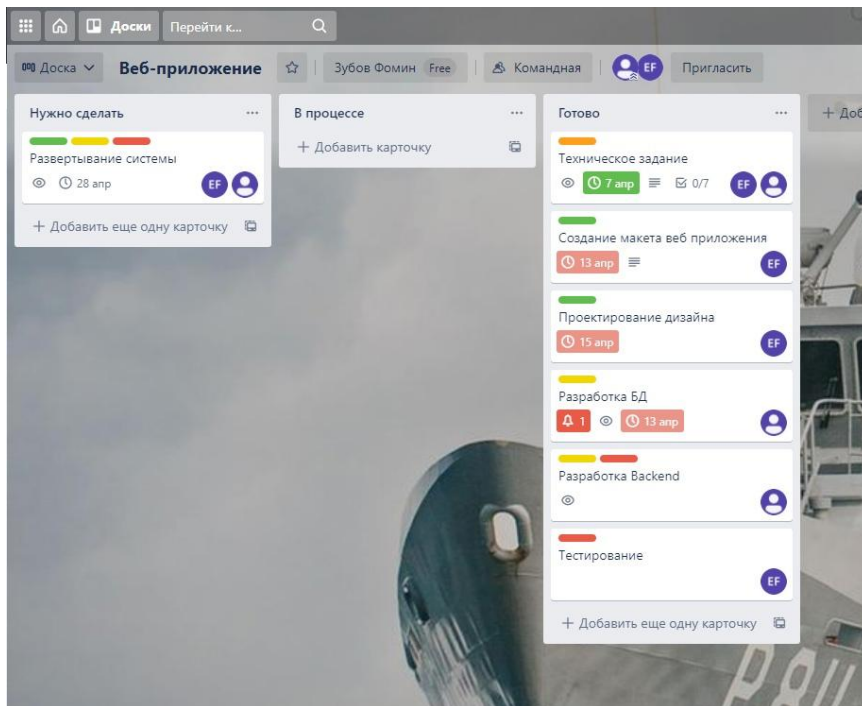 Доски Перейти к...
Доска Веб-приложение Зубов Фомин Free Командная EF Пригласить
Нужно сделать
Развертывание системы
28 апр EF
+ Добавить еще одну карточку
В процессе
+ Добавить карточку
Готово
Техническое задание
7 апр 0/7 EF
Создание макета веб приложения
13 апр EF
Проектирование дизайна
15 апр EF
Разработка БД
1 13 апр
Разработка Backend
Тестирование
EF
+ Добавить еще одну карточку
+ Доб
P811